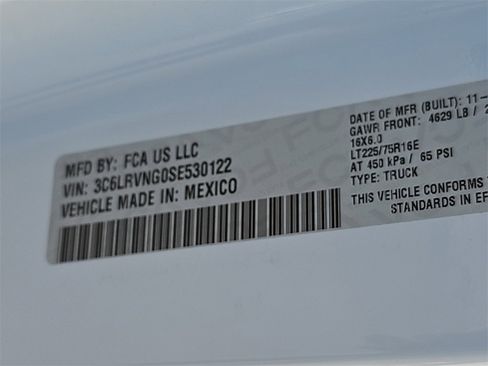 MFD BY: FCA US LLC
VIN: 3C6LRVNG0SE530122
VEHICLE MADE IN: MEXICO
DATE OF MFR (BUILT): 11-
GAWR FRONT: 4629 LB /
16X6.0
LT225/75R16E
AT 450 kPa / 65 PSI
TYPE: TRUCK
THIS VEHICLE CONFORMS
STANDARDS IN EF